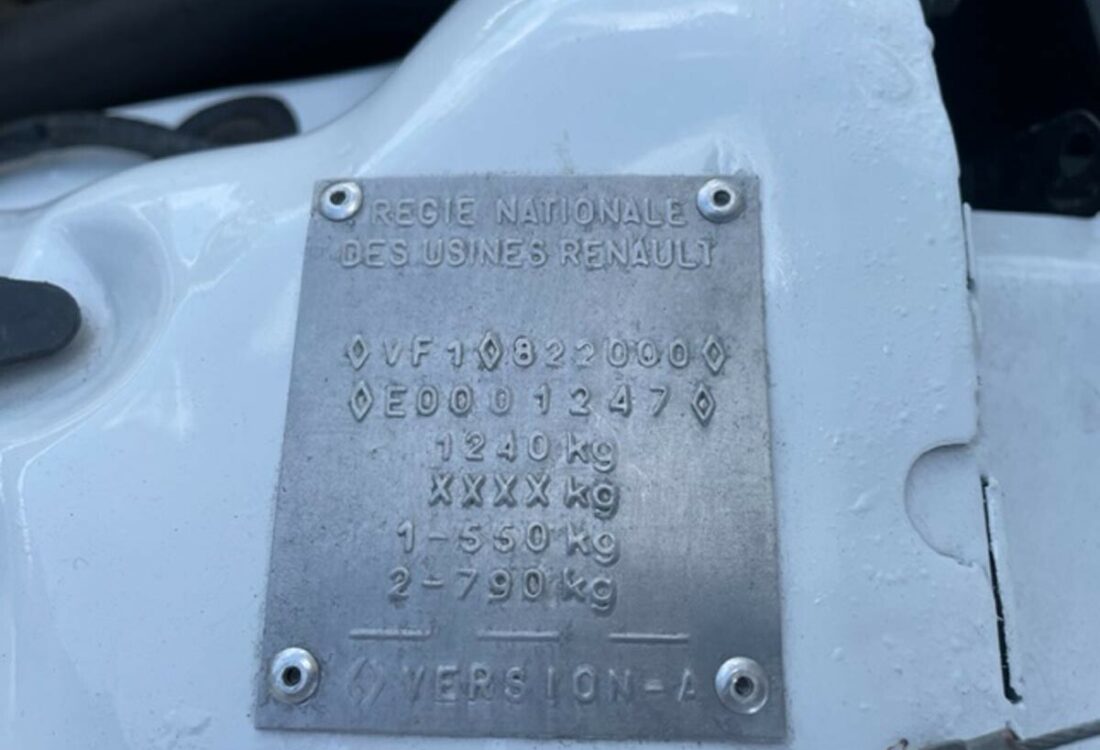 REGIE NATIONALE
DES USINES RENAULT
◊VF1◊822000◊
◊E0001247◊
1240 kg
XXXX kg
1-550 kg
2-790 kg
VERSION-A